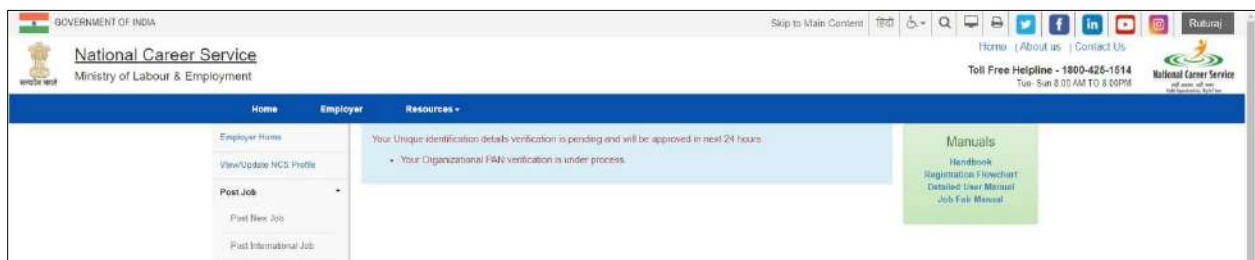 GOVERNMENT OF INDIA
Skip to Main Content हिंदी
Ruturaj
National Career Service
Ministry of Labour & Employment
सत्यमेव जयते
Home | About us | Contact Us
Toll Free Helpline - 1800-425-1514
Tue- Sun 8:00 AM TO 8:00PM
National Career Service
Home Employer Resources
Employer Home
View/Update NCS Profile
Post Job
Post New Job
Post International Job
Your Unique identification details verification is pending and will be approved in next 24 hours.
• Your Organizational PAN verification is under process.
Manuals
Handbook
Registration Flowchart
Detailed User Manual
Job Fair Manual